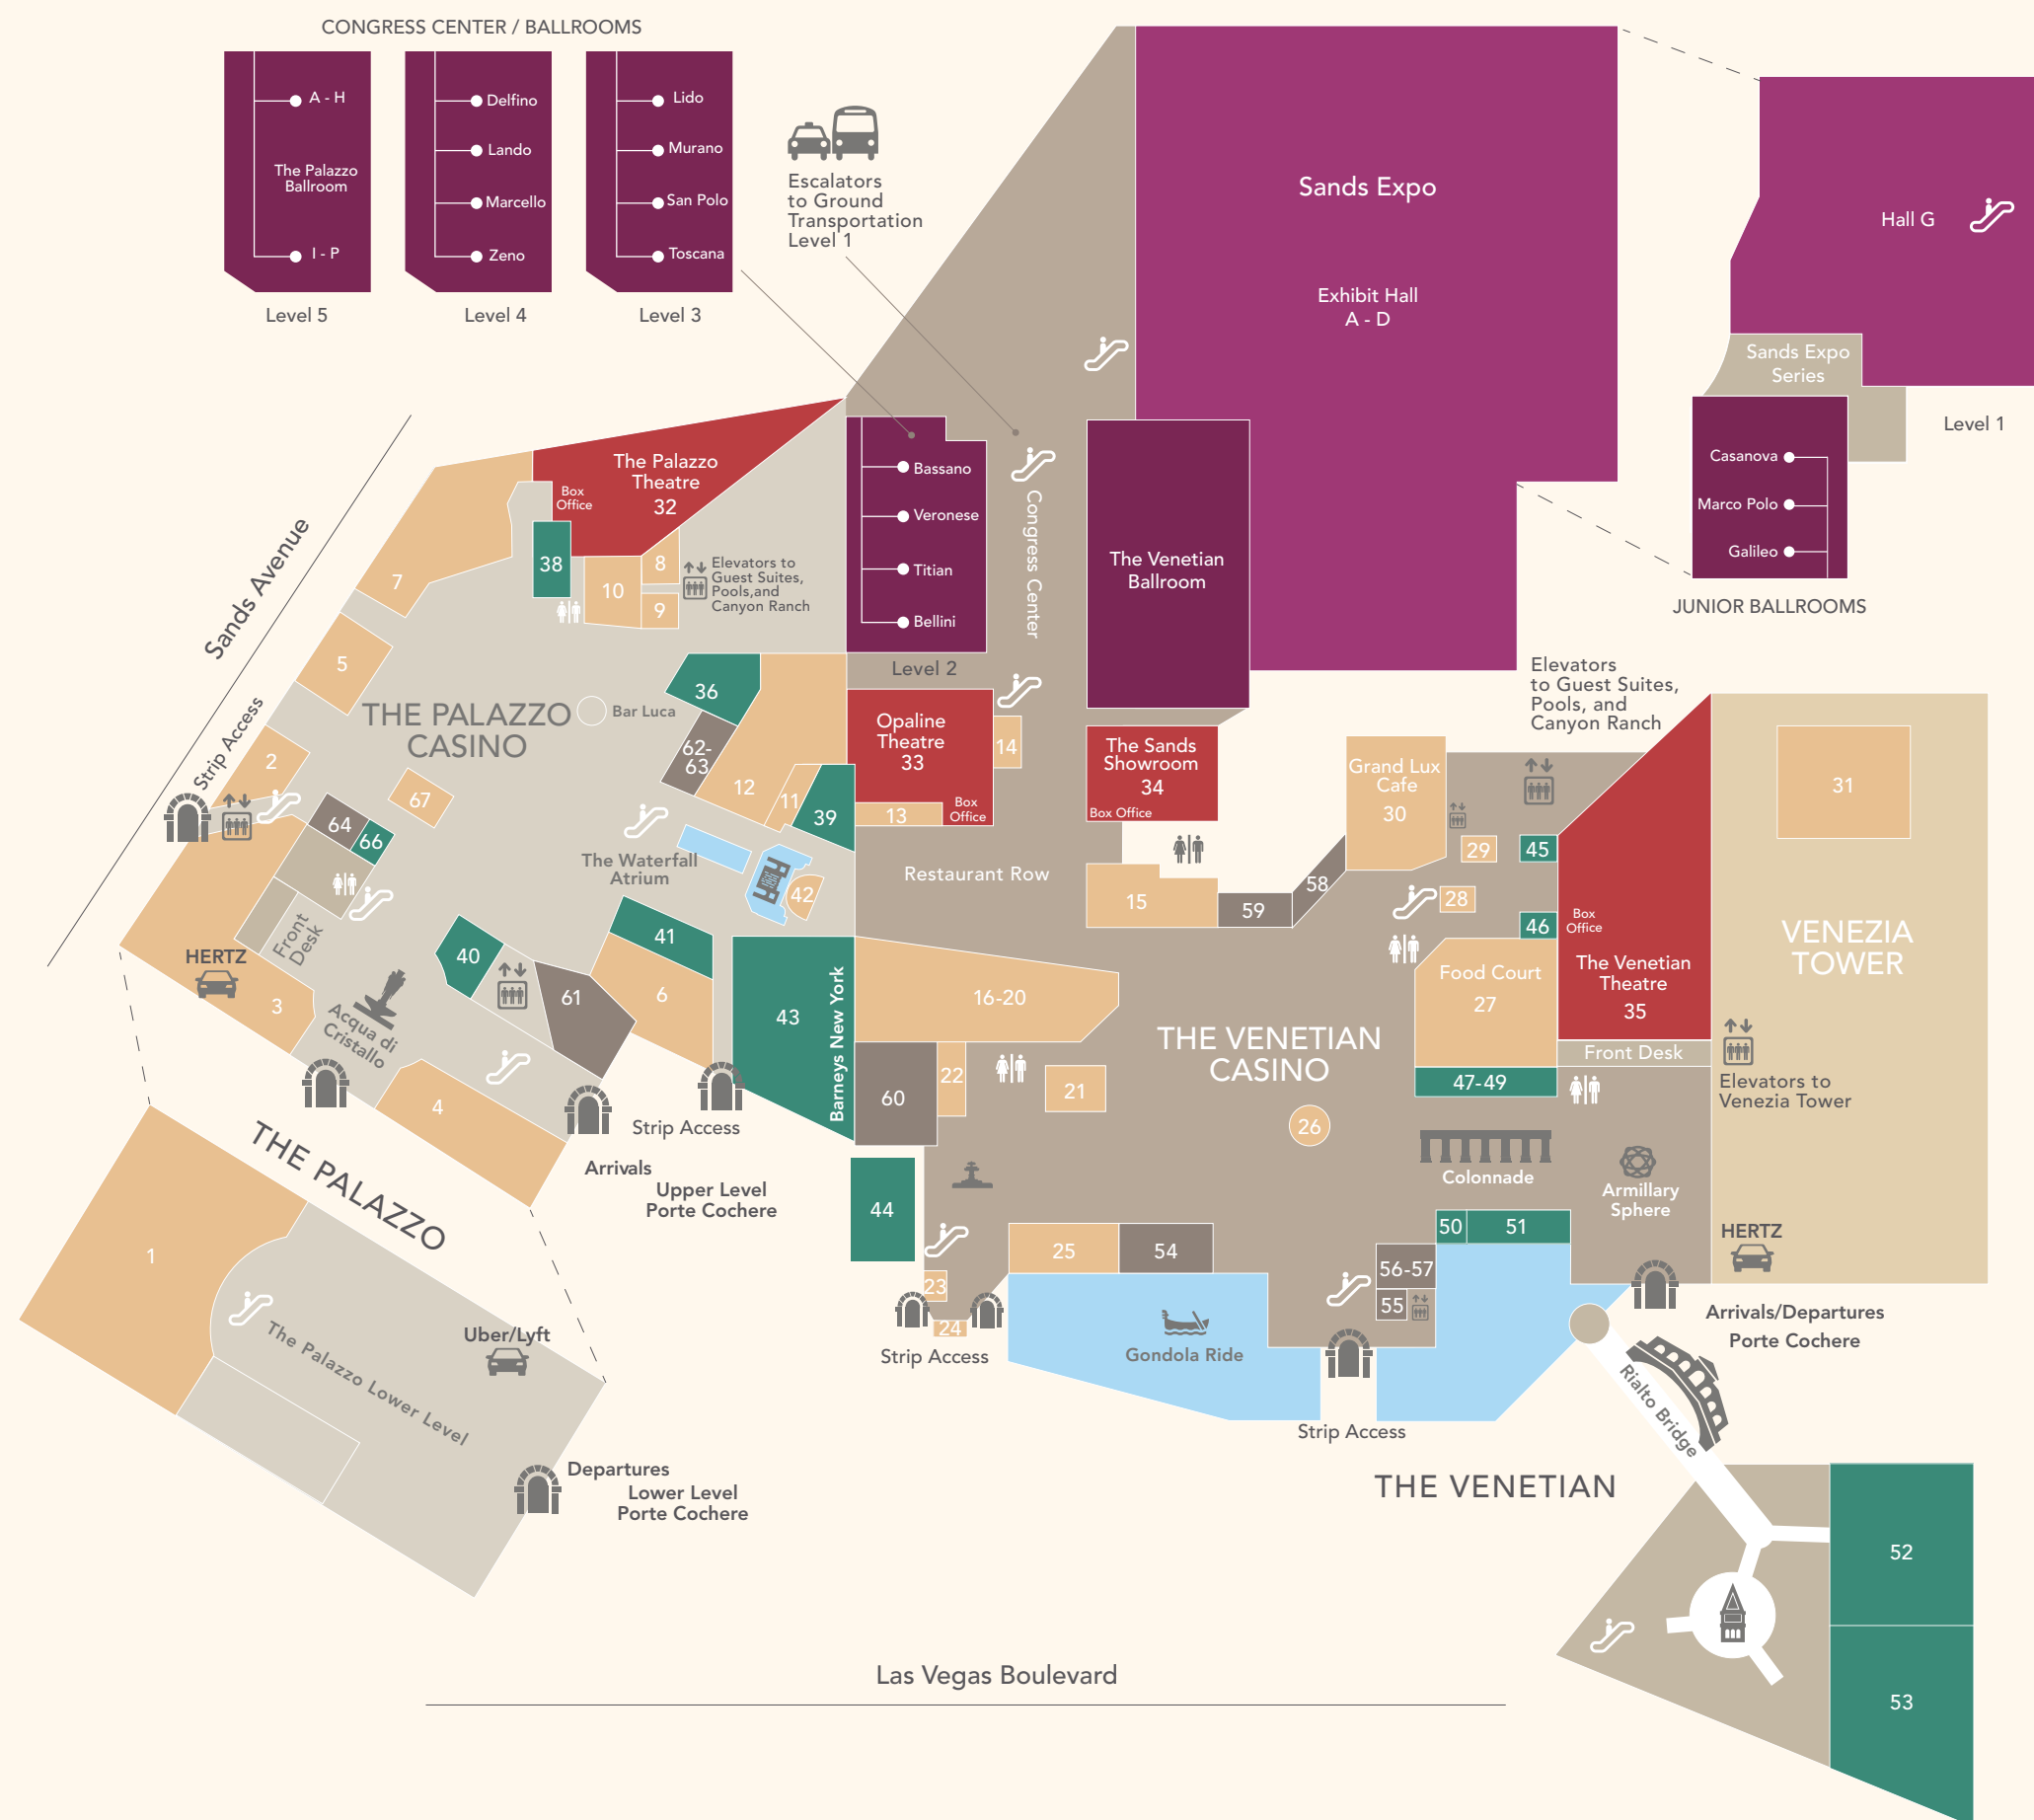 CONGRESS CENTER / BALLROOMS
A - H
The Palazzo
Ballroom
I - P
Level 5
Delfino
Lando
Marcello
Zeno
Level 4
Lido
Murano
San Polo
Toscana
Level 3
Escalators
to Ground
Transportation
Level 1
Sands Expo
Exhibit Hall
A - D
Hall G
Sands Expo
Series
Level 1
Casanova
Marco Polo
Galileo
JUNIOR BALLROOMS
Bassano
Veronese
Titian
Bellini
Level 2
Congress Center
The Venetian
Ballroom
The Palazzo
Theatre
32
Box
Office
38
10
8
9
Elevators to
Guest Suites,
Pools,and
Canyon Ranch
7
5
Sands Avenue
Strip Access
2
THE PALAZZO
CASINO
Bar Luca
67
64
66
36
62-
63
12
11
39
Opaline
Theatre
33
Box
Office
13
14
The Sands
Showroom
34
Box Office
Elevators
to Guest Suites,
Pools, and
Canyon Ranch
Grand Lux
Cafe
30
29
28
45
46
31
The Waterfall
Atrium
42
Restaurant Row
15
59
58
Box
Office
The Venetian
Theatre
35
Food Court
27
VENEZIA
TOWER
Front
Desk
HERTZ
3
Acqua di
Cristallo
40
61
41
6
43
Barneys New York
16-20
THE VENETIAN
CASINO
Front Desk
47-49
Elevators to
Venezia Tower
60
22
21
26
4
Strip Access
Arrivals
Upper Level
Porte Cochere
THE PALAZZO
44
Colonnade
Armillary
Sphere
50
51
HERTZ
1
The Palazzo Lower Level
Uber/Lyft
23
24
Strip Access
25
54
56-57
55
Gondola Ride
Strip Access
Arrivals/Departures
Porte Cochere
Rialto Bridge
Departures
Lower Level
Porte Cochere
THE VENETIAN
52
53
Las Vegas Boulevard